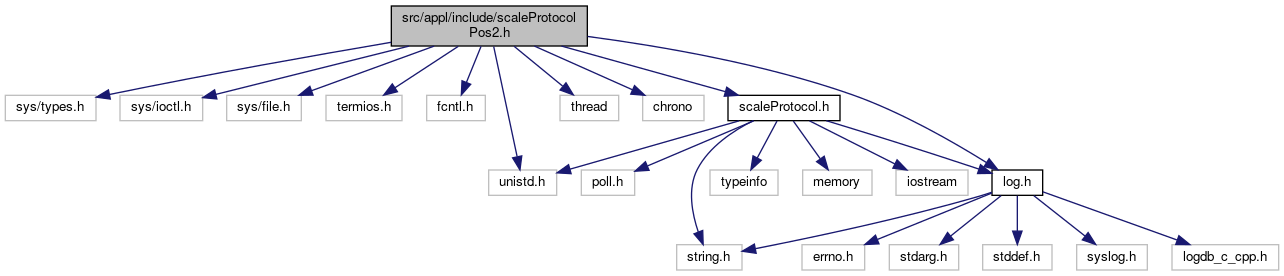 src/appl/include/scaleProtocol
Pos2.h
sys/types.h
sys/ioctl.h
sys/file.h
termios.h
fcntl.h
thread
chrono
scaleProtocol.h
unistd.h
poll.h
typeinfo
memory
iostream
log.h
string.h
errno.h
stdarg.h
stddef.h
syslog.h
logdb_c_cpp.h